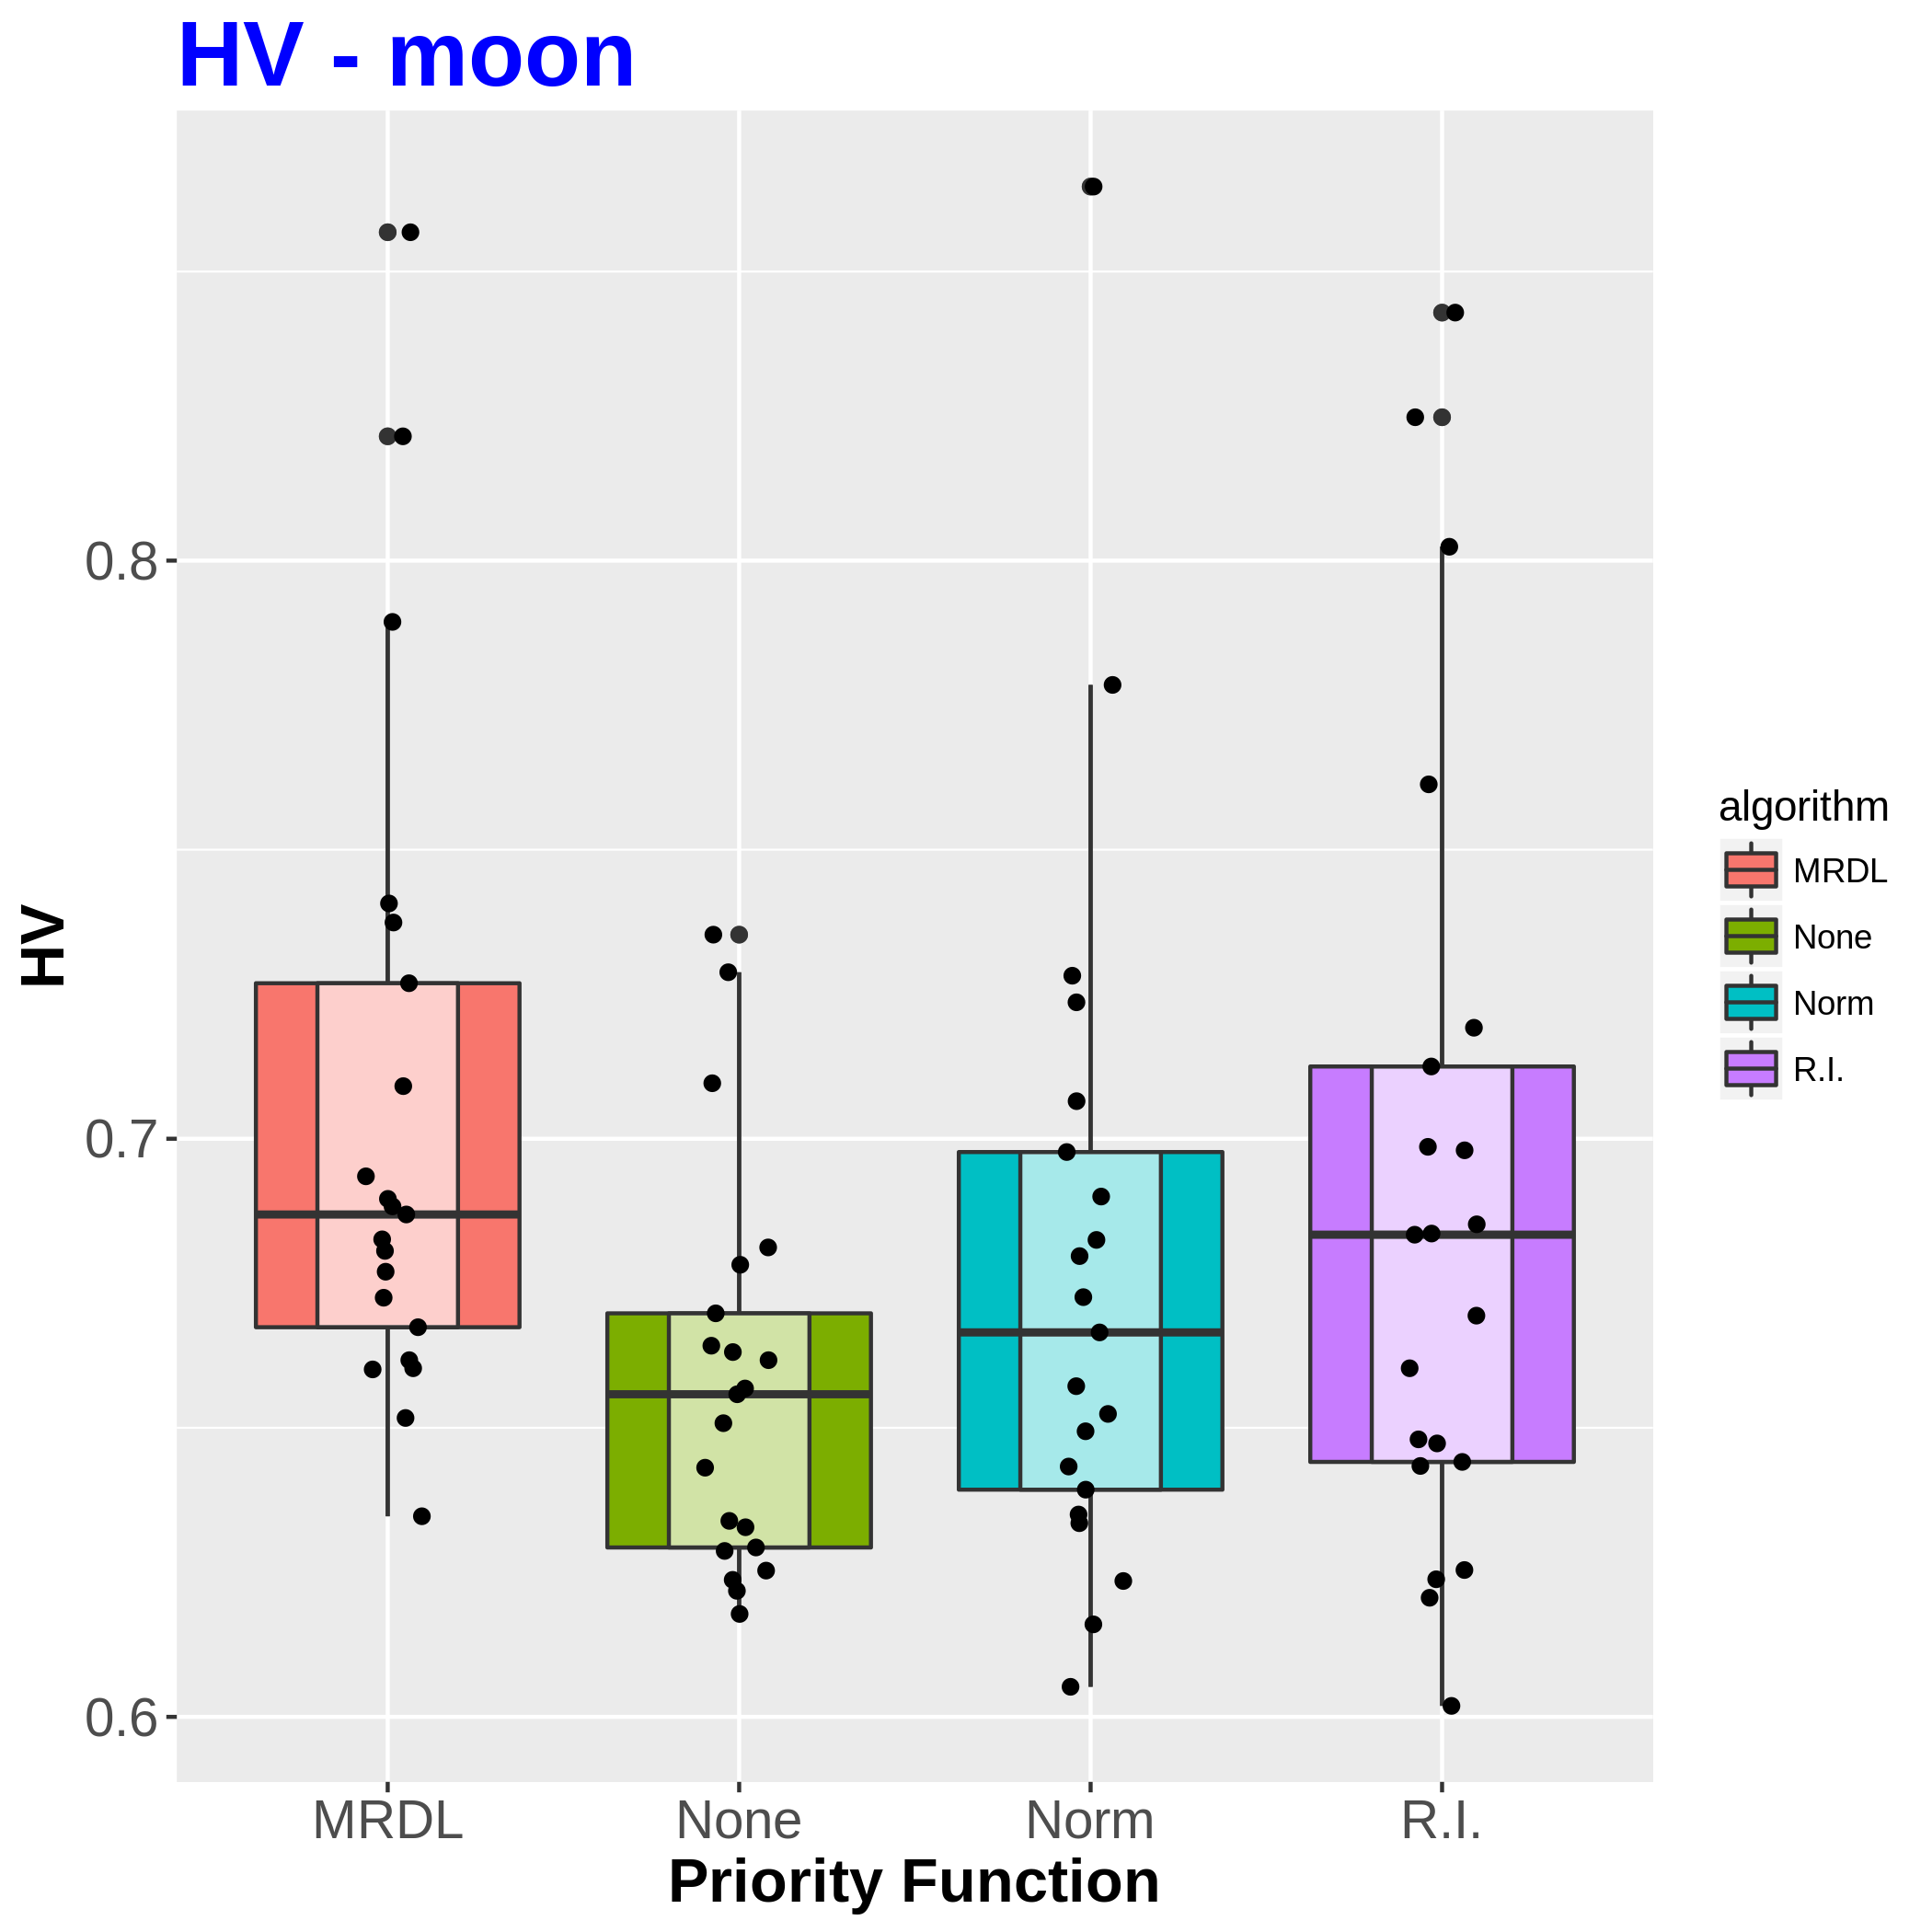 HV - moon
0.8
0.7
0.6
HV
MRDL
None
Norm
R.I.
Priority Function
algorithm
MRDL
None
Norm
R.I.